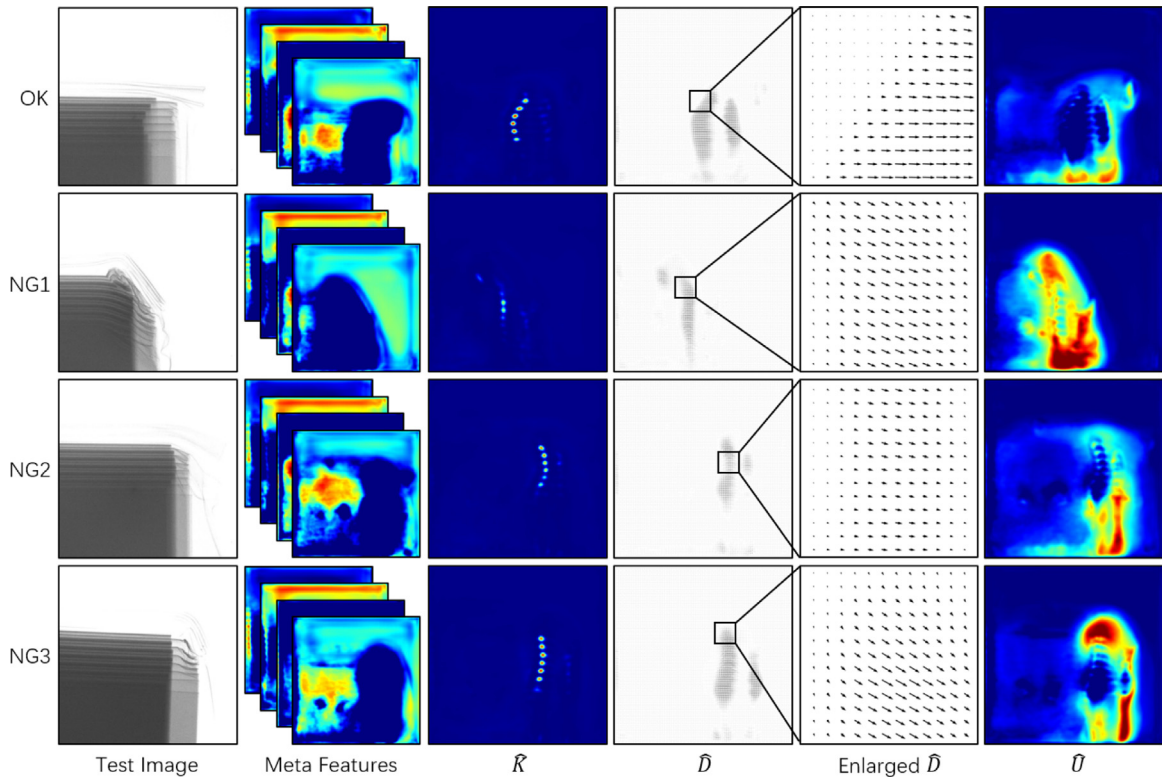 OK
NG1
NG2
NG3
Test Image Meta Features K̂ D̂ Enlarged D̂ Û